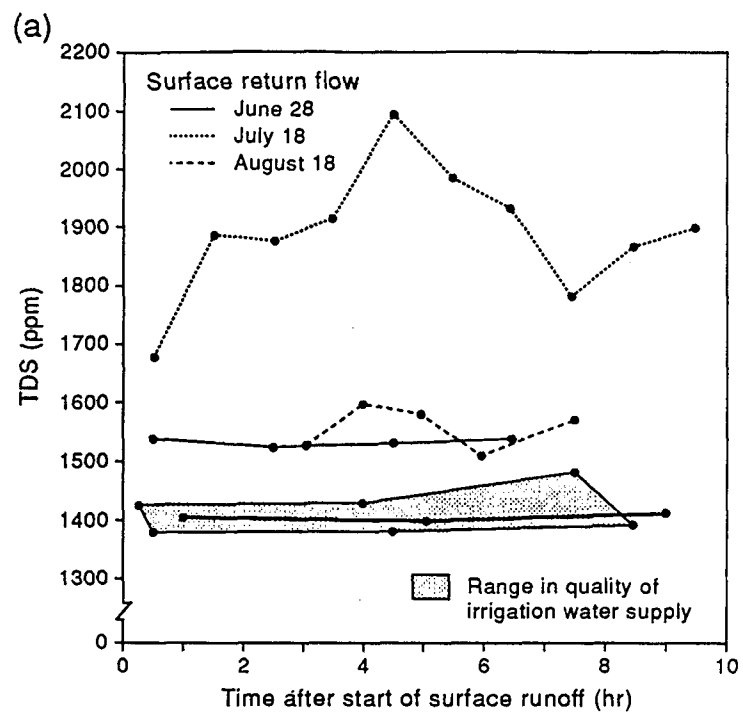 (a)
2200
Surface return flow
June 28
2100
July 18
August 18
2000
1900
1800
TDS (ppm)
1700
1600
1500
1400
1300
Range in quality of
irrigation water supply
0
0 2 4 6 8 10
Time after start of surface runoff (hr)